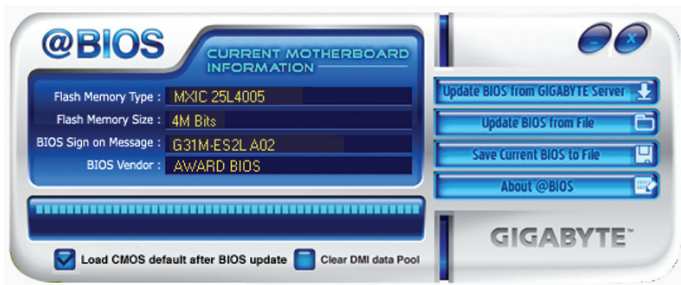 @BIOS
CURRENT MOTHERBOARD
INFORMATION
Flash Memory Type : MXIC 25L4005
Flash Memory Size : 4M Bits
BIOS Sign on Message : G31M-ES2L A02
BIOS Vendor : AWARD BIOS
Load CMOS default after BIOS update
Clear DMI data Pool
Update BIOS from GIGABYTE Server
Update BIOS from File
Save Current BIOS to File
About @BIOS
GIGABYTE™